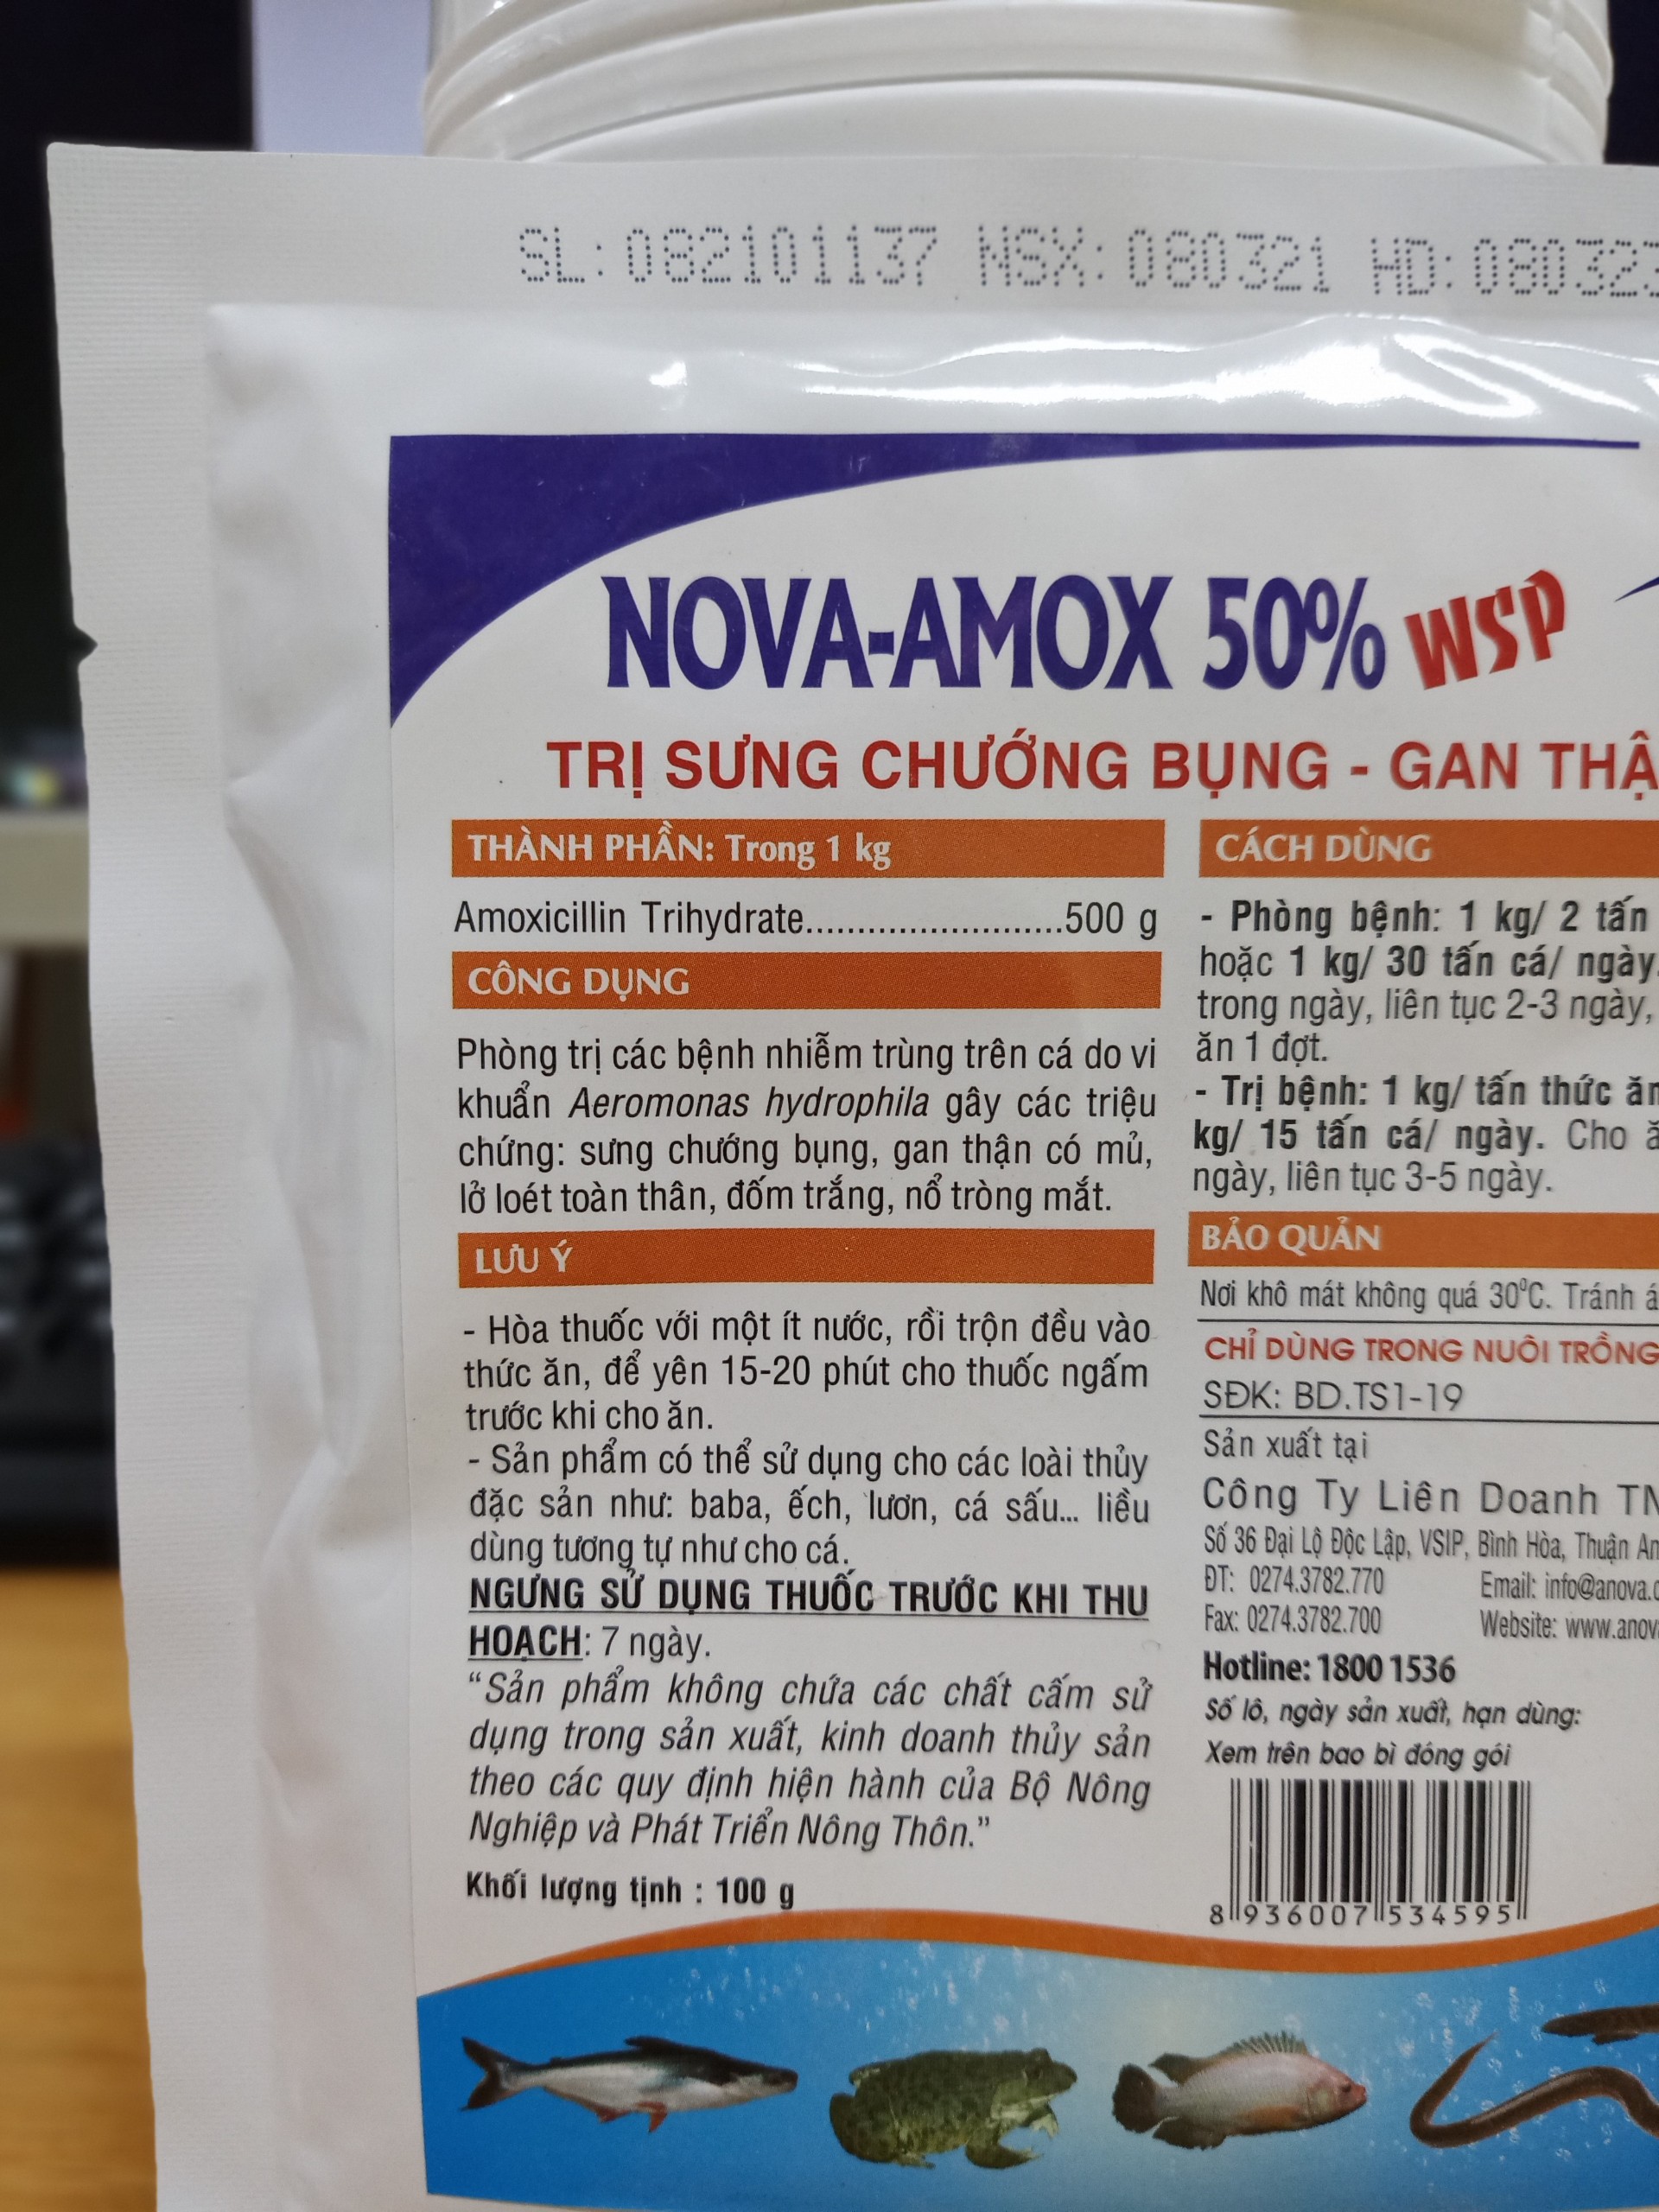 SL: 082101137 NSX: 080321 HD: 080323
NOVA-AMOX 50% WSP
TRỊ SƯNG CHƯỚNG BỤNG - GAN
THÀNH PHẦN: Trong 1 kg
Amoxicillin Trihydrate.........................500 g
CÔNG DỤNG
Phòng trị các bệnh nhiễm trùng trên cá do vi
khuẩn Aeromonas hydrophila gây các triệu
chứng: sưng chướng bụng, gan thận có mủ,
lở loét toàn thân, đốm trắng, nổ tròng mắt.
LƯU Ý
- Hòa thuốc với một ít nước, rồi trộn đều vào
thức ăn, để yên 15-20 phút cho thuốc ngấm
trước khi cho ăn.
- Sản phẩm có thể sử dụng cho các loài thủy
đặc sản như: baba, ếch, lươn, cá sấu... liều
dùng tương tự như cho cá.
NGƯNG SỬ DỤNG THUỐC TRƯỚC KHI THU
HOẠCH: 7 ngày.
“Sản phẩm không chứa các chất cấm sử
dụng trong sản xuất, kinh doanh thủy sản
theo các quy định hiện hành của Bộ Nông
Nghiệp và Phát Triển Nông Thôn.”
Khối lượng tịnh : 100 g
CÁCH DÙNG
- Phòng bệnh: 1 kg/ 2 tấn
hoặc 1 kg/ 30 tấn cá/ ngày.
trong ngày, liên tục 2-3 ngày,
ăn 1 đợt.
- Trị bệnh: 1 kg/ tấn thức ăn
kg/ 15 tấn cá/ ngày. Cho
ngày, liên tục 3-5 ngày.
BẢO QUẢN
Nơi khô mát không quá 30⁰C. Tránh
CHỈ DÙNG TRONG NUÔI TRỒNG
SĐK: BD.TS1-19
Sản xuất tại
Công Ty Liên Doanh
Số 36 Đại Lộ Độc Lập, VSIP, Bình Hòa, Thuận An
ĐT: 0274.3782.770 Email: info@anova.
Fax: 0274.3782.700 Website: www.anov
Hotline: 1800 1536
Số lô, ngày sản xuất, hạn dùng:
Xem trên bao bì đóng gói
8 936007 534595